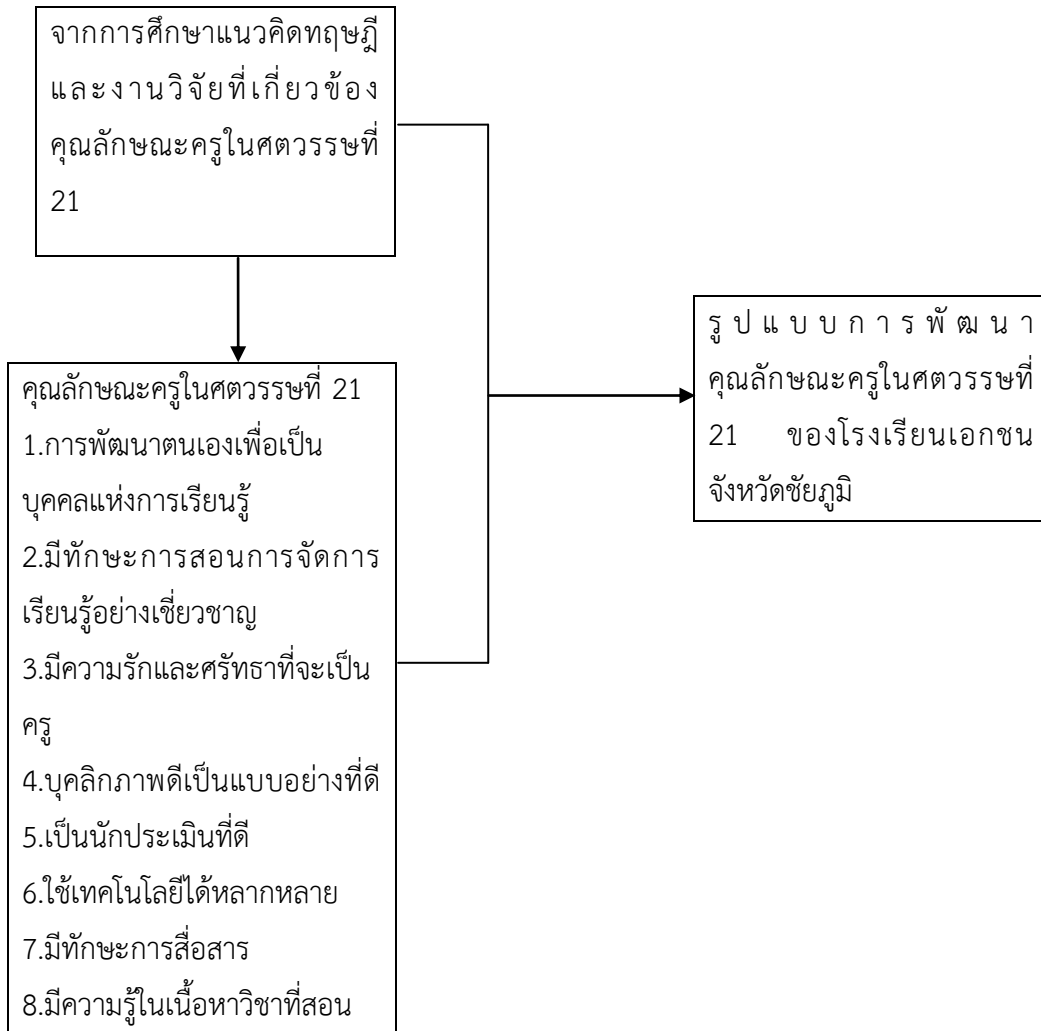 จากการศึกษาแนวคิดทฤษฎี
และงานวิจัยที่เกี่ยวข้อง
คุณลักษณะครูในศตวรรษที่
21
คุณลักษณะครูในศตวรรษที่ 21
1.การพัฒนาตนเองเพื่อเป็น
บุคคลแห่งการเรียนรู้
2.มีทักษะการสอนการจัดการ
เรียนรู้อย่างเชี่ยวชาญ
3.มีความรักและศรัทธาที่จะเป็น
ครู
4.บุคลิกภาพดีเป็นแบบอย่างที่ดี
5.เป็นนักประเมินที่ดี
6.ใช้เทคโนโลยีได้หลากหลาย
7.มีทักษะการสื่อสาร
8.มีความรู้ในเนื้อหาวิชาที่สอน
รูปแบบการพัฒนา
คุณลักษณะครูในศตวรรษที่
21 ของโรงเรียนเอกชน
จังหวัดชัยภูมิ